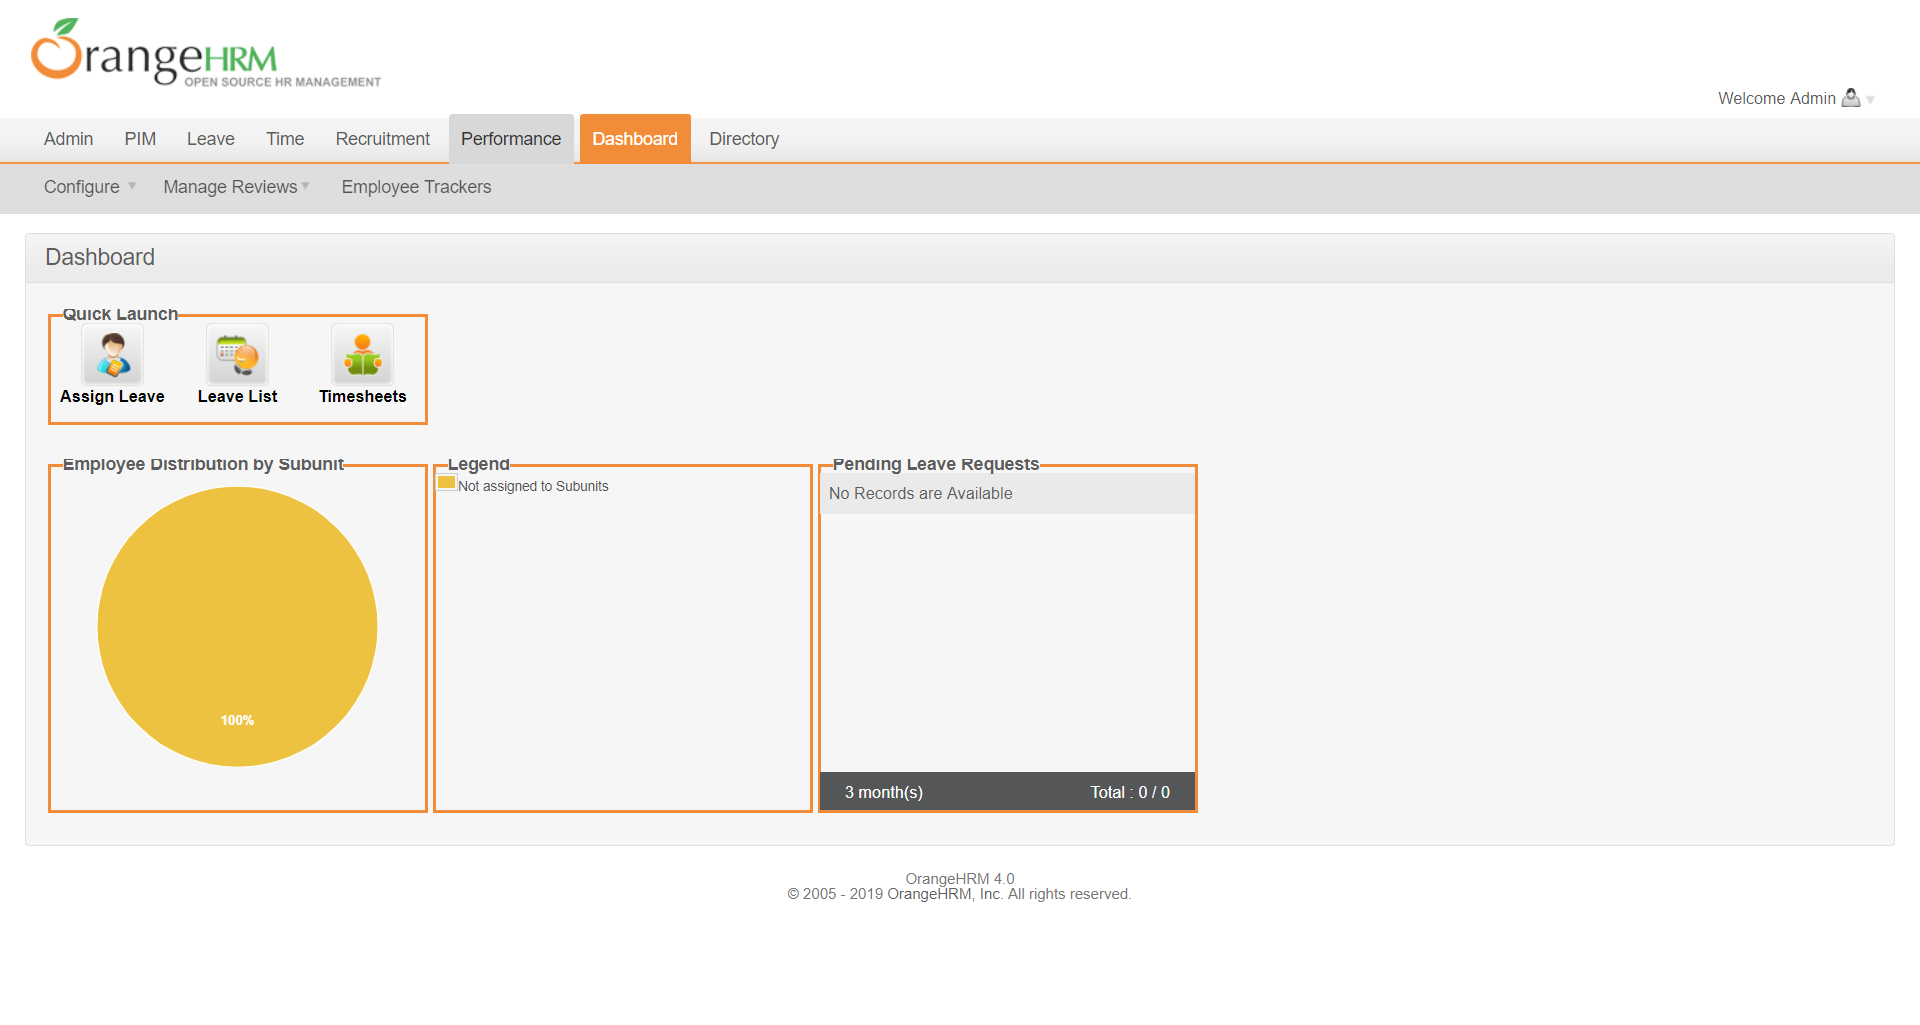 OrangeHRM
OPEN SOURCE HR MANAGEMENT
Welcome Admin
Admin PIM Leave Time Recruitment Performance Dashboard Directory
Configure Manage Reviews Employee Trackers
Dashboard
Quick Launch
Assign Leave Leave List Timesheets
Employee Distribution by Subunit
100%
Legend
Not assigned to Subunits
Pending Leave Requests
No Records are Available
3 month(s) Total : 0 / 0
OrangeHRM 4.0
© 2005 - 2019 OrangeHRM, Inc. All rights reserved.